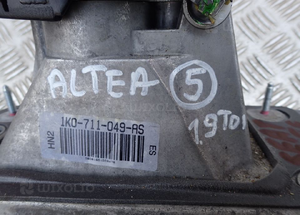 ALTEA 5
1.9TDI
1K0-711-049-AS
HN2
ES